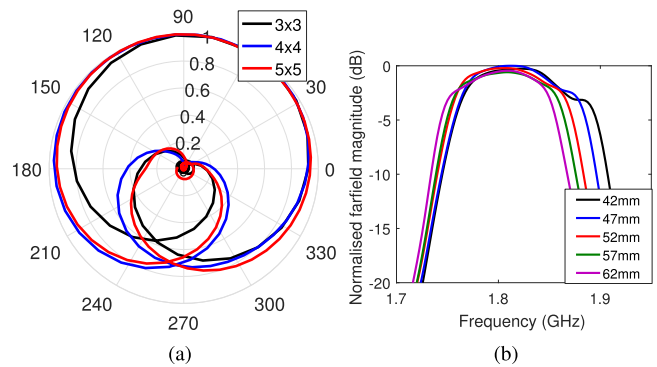 90
120
1
3x3
4x4
5x5
0.8
0.6
0.4
0.2
30
150
180
0
210
330
240
300
270
(a)
Normalised farfield magnitude (dB)
0
-5
-10
-15
-20
42mm
47mm
52mm
57mm
62mm
1.7
1.8
1.9
Frequency (GHz)
(b)